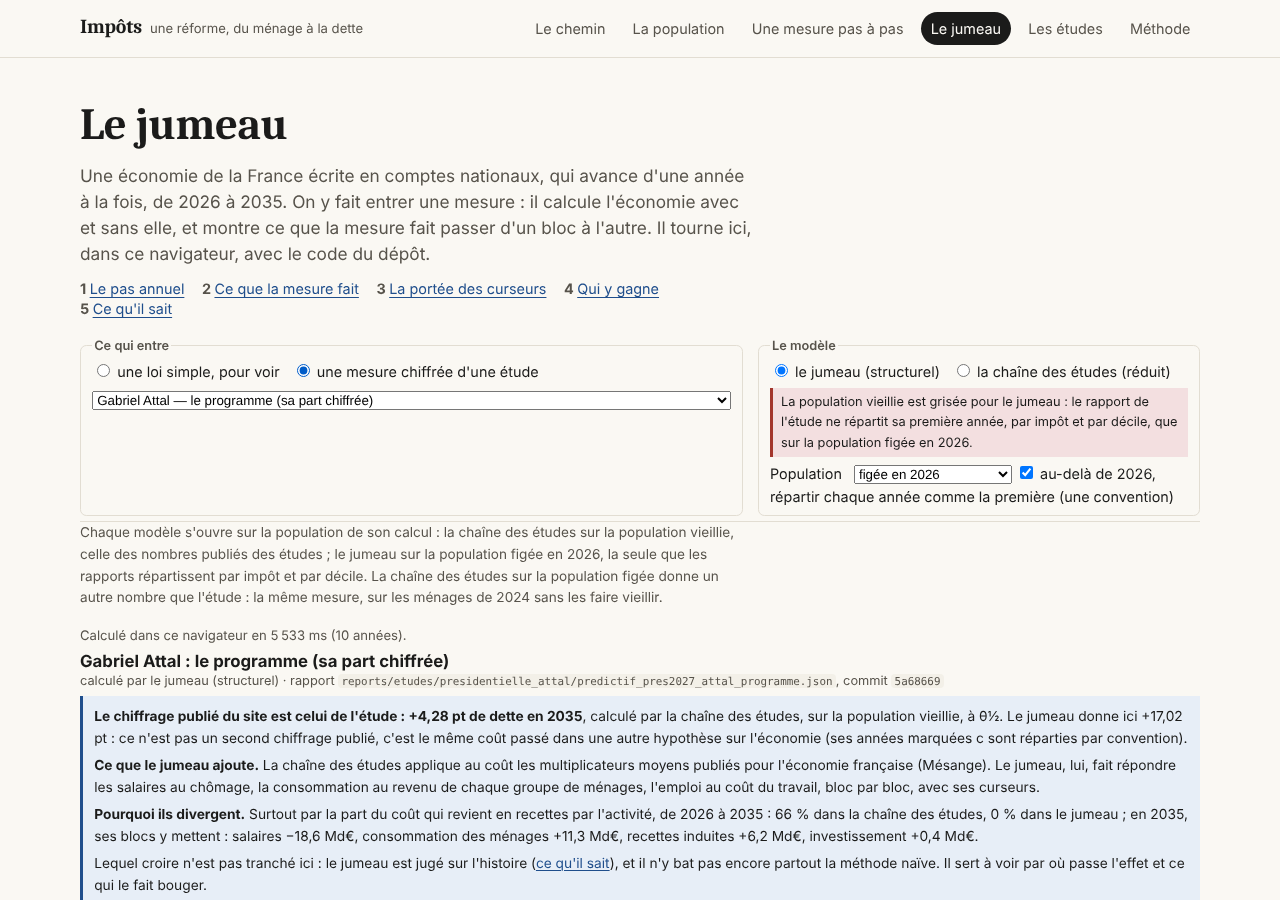 Impôts une réforme, du ménage à la dette
Le chemin La population Une mesure pas à pas Le jumeau Les études Méthode
Le jumeau
Une économie de la France écrite en comptes nationaux, qui avance d'une année
à la fois, de 2026 à 2035. On y fait entrer une mesure : il calcule l'économie avec
et sans elle, et montre ce que la mesure fait passer d'un bloc à l'autre. Il tourne ici,
dans ce navigateur, avec le code du dépôt.
1 Le pas annuel 2 Ce que la mesure fait 3 La portée des curseurs 4 Qui y gagne
5 Ce qu'il sait
Ce qui entre
une loi simple, pour voir une mesure chiffrée d'une étude
Gabriel Attal — le programme (sa part chiffrée)
Le modèle
le jumeau (structurel) la chaîne des études (réduit)
La population vieillie est grisée pour le jumeau : le rapport de
l'étude ne répartit sa première année, par impôt et par décile, que
sur la population figée en 2026.
Population figée en 2026 au-delà de 2026,
répartir chaque année comme la première (une convention)
Chaque modèle s'ouvre sur la population de son calcul : la chaîne des études sur la population vieillie,
celle des nombres publiés des études ; le jumeau sur la population figée en 2026, la seule que les
rapports répartissent par impôt et par décile. La chaîne des études sur la population figée donne un
autre nombre que l'étude : la même mesure, sur les ménages de 2024 sans les faire vieillir.
Calculé dans ce navigateur en 5 533 ms (10 années).
Gabriel Attal : le programme (sa part chiffrée)
calculé par le jumeau (structurel) · rapport reports/etudes/presidentielle_attal/predictif_pres2027_attal_programme.json, commit 5a68669
Le chiffrage publié du site est celui de l'étude : +4,28 pt de dette en 2035, calculé par la chaîne des études, sur la population vieillie, à θ½. Le jumeau donne ici +17,02
pt : ce n'est pas un second chiffrage publié, c'est le même coût passé dans une autre hypothèse sur l'économie (ses années marquées c sont réparties par convention).
Ce que le jumeau ajoute. La chaîne des études applique au coût les multiplicateurs moyens publiés pour l'économie française (Mésange). Le jumeau, lui, fait répondre
les salaires au chômage, la consommation au revenu de chaque groupe de ménages, l'emploi au coût du travail, bloc par bloc, avec ses curseurs.
Pourquoi ils divergent. Surtout par la part du coût qui revient en recettes par l'activité, de 2026 à 2035 : 66 % dans la chaîne des études, 0 % dans le jumeau ; en 2035,
ses blocs y mettent : salaires −18,6 Md€, consommation des ménages +11,3 Md€, recettes induites +6,2 Md€, investissement +0,4 Md€.
Lequel croire n'est pas tranché ici : le jumeau est jugé sur l'histoire (ce qu'il sait), et il n'y bat pas encore partout la méthode naïve. Il sert à voir par où passe l'effet et ce
qui le fait bouger.